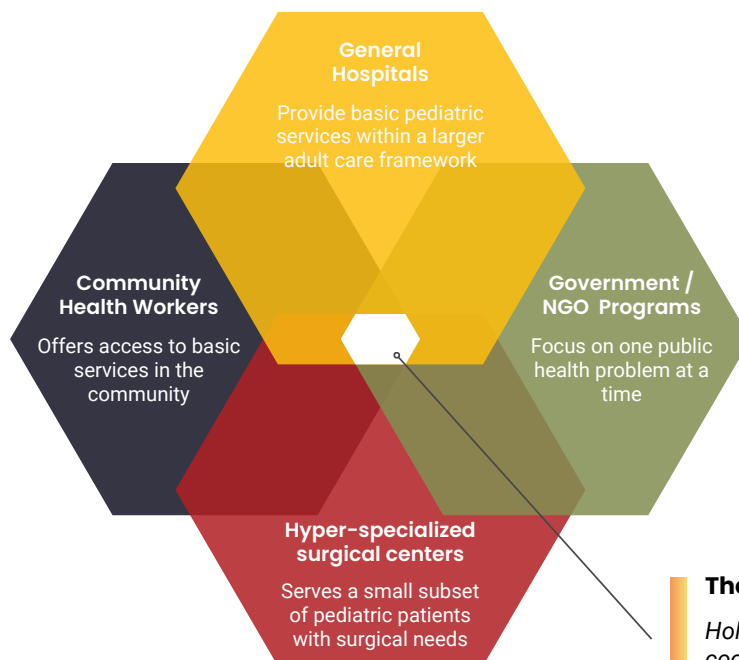 General
Hospitals
Provide basic pediatric
services within a larger
adult care framework
Community
Health Workers
Offers access to basic
services in the
community
Government /
NGO Programs
Focus on one public
health problem at a
time
Hyper-specialized
surgical centers
Serves a small subset
of pediatric patients
with surgical needs